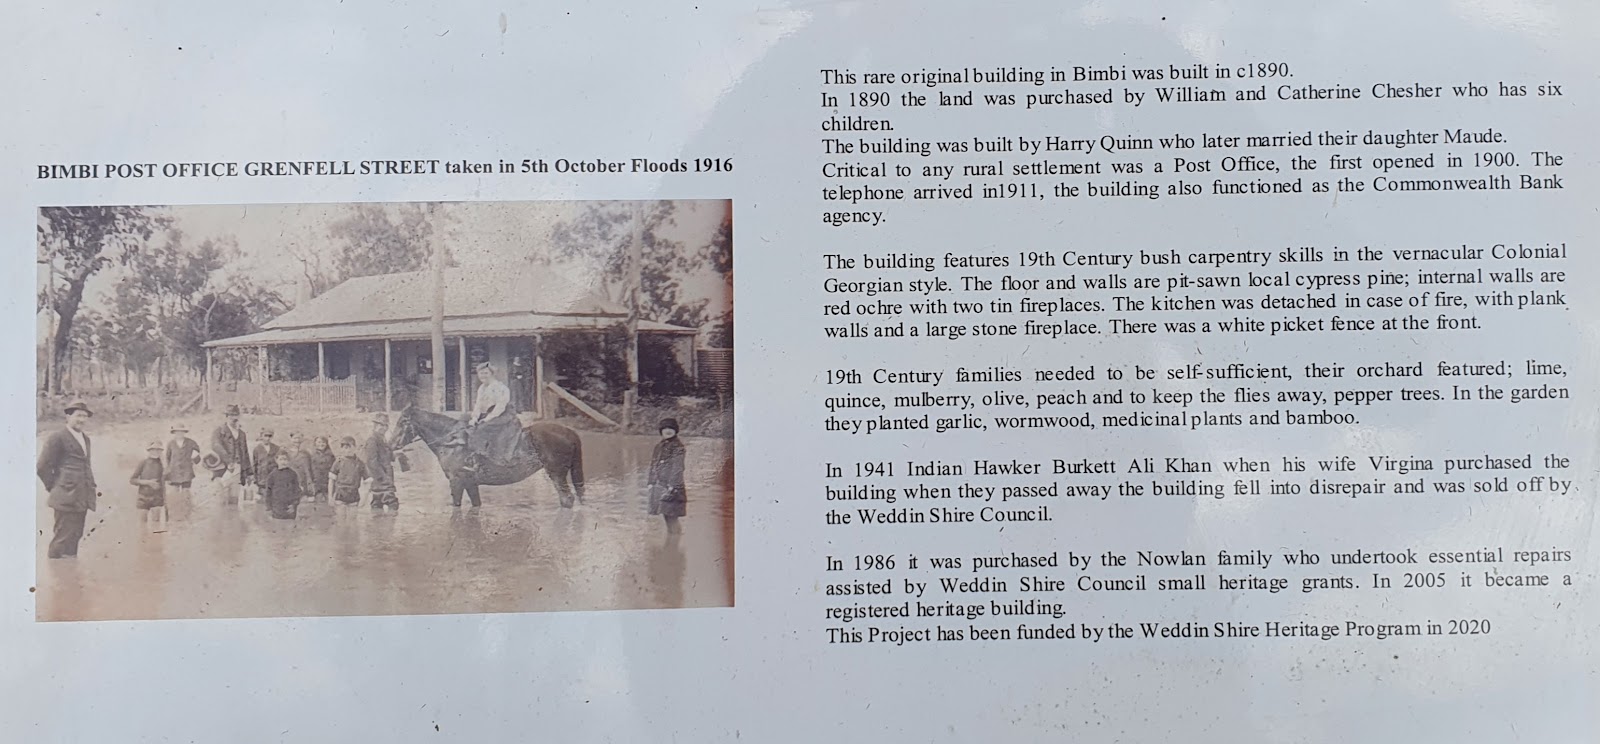 BIMBI POST OFFICE GRENFELL STREET taken in 5th October Floods 1916
This rare original building in Bimbi was built in c1890.
In 1890 the land was purchased by William and Catherine Chesher who has six
children.
The building was built by Harry Quinn who later married their daughter Maude.
Critical to any rural settlement was a Post Office, the first opened in 1900. The
telephone arrived in1911, the building also functioned as the Commonwealth Bank
agency.
The building features 19th Century bush carpentry skills in the vernacular Colonial
Georgian style. The floor and walls are pit-sawn local cypress pine; internal walls are
red ochre with two tin fireplaces. The kitchen was detached in case of fire, with plank
walls and a large stone fireplace. There was a white picket fence at the front.
19th Century families needed to be self-sufficient, their orchard featured; lime,
quince, mulberry, olive, peach and to keep the flies away, pepper trees. In the garden
they planted garlic, wormwood, medicinal plants and bamboo.
In 1941 Indian Hawker Burkett Ali Khan when his wife Virgina purchased the
building when they passed away the building fell into disrepair and was sold off by
the Weddin Shire Council.
In 1986 it was purchased by the Nowlan family who undertook essential repairs
assisted by Weddin Shire Council small heritage grants. In 2005 it became a
registered heritage building.
This Project has been funded by the Weddin Shire Heritage Program in 2020